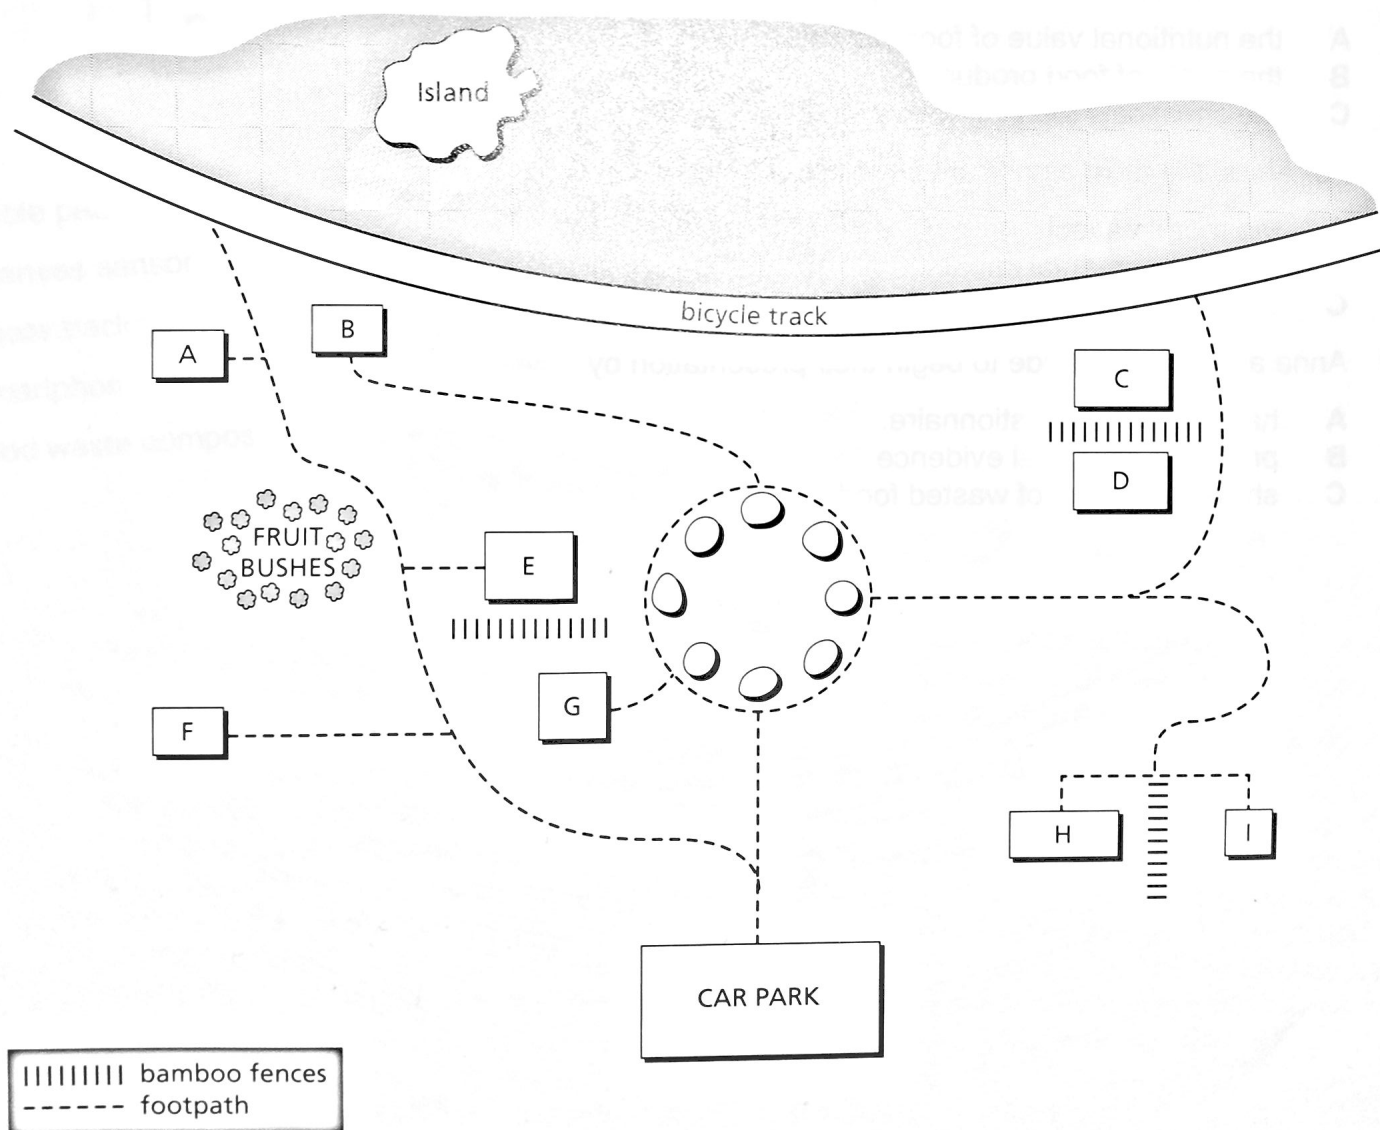 Island
bicycle track
A
B
C
D
FRUIT
BUSHES
E
F
G
H
I
CAR PARK
bamboo fences
footpath